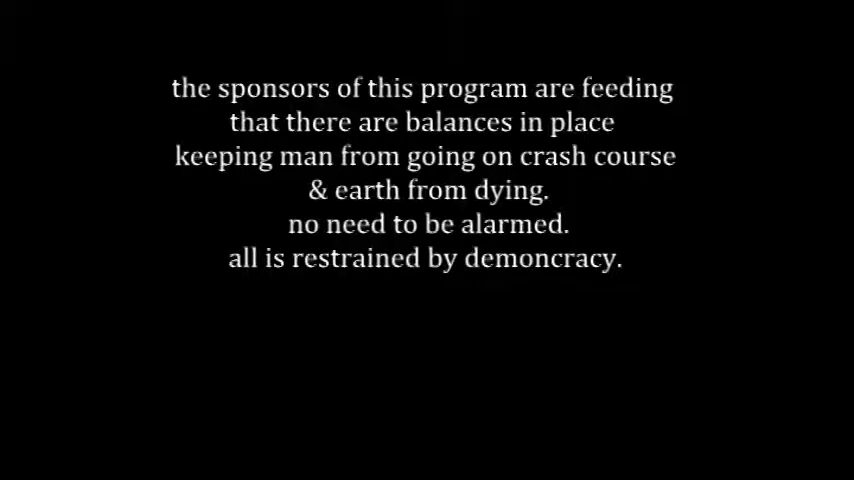 the sponsors of this program are feeding
that there are balances in place
keeping man from going on crash course
& earth from dying.
no need to be alarmed.
all is restrained by demoncracy.